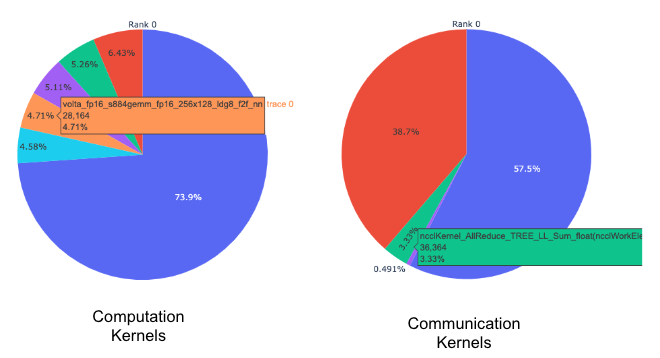 Rank 0
6.43%
5.26%
5.11%
4.71%
4.58%
73.9%
volta_fp16_s884gemm_fp16_256x128_ldg8_f2f_nn
28,164
4.71%
trace 0
Computation
Kernels
Rank 0
38.7%
57.5%
3.33%
0.491%
ncclKernel_AllReduce_TREE_LL_Sum_float(ncclWorkEle
36,364
3.33%
Communication
Kernels